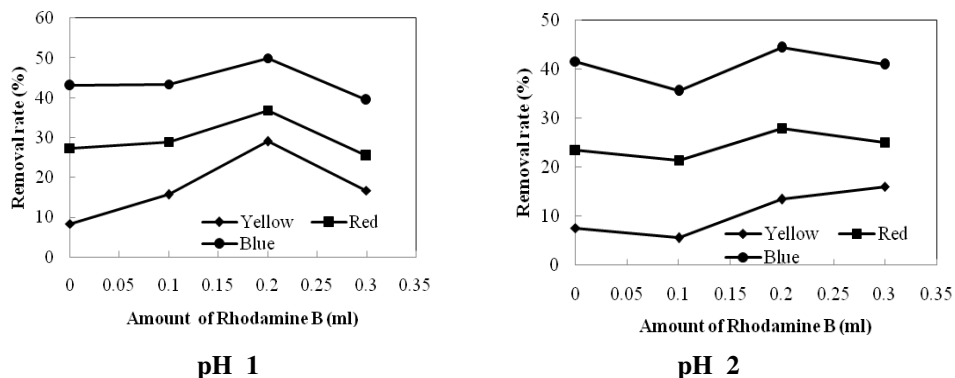 60
50
40
30
20
10
0
Removal rate (%)
Yellow
Red
Blue
0 0.05 0.1 0.15 0.2 0.25 0.3 0.35
Amount of Rhodamine B (ml)
pH 1
50
40
30
20
10
0
Removal rate (%)
Yellow
Red
Blue
0 0.05 0.1 0.15 0.2 0.25 0.3 0.35
Amount of Rhodamine B (ml)
pH 2